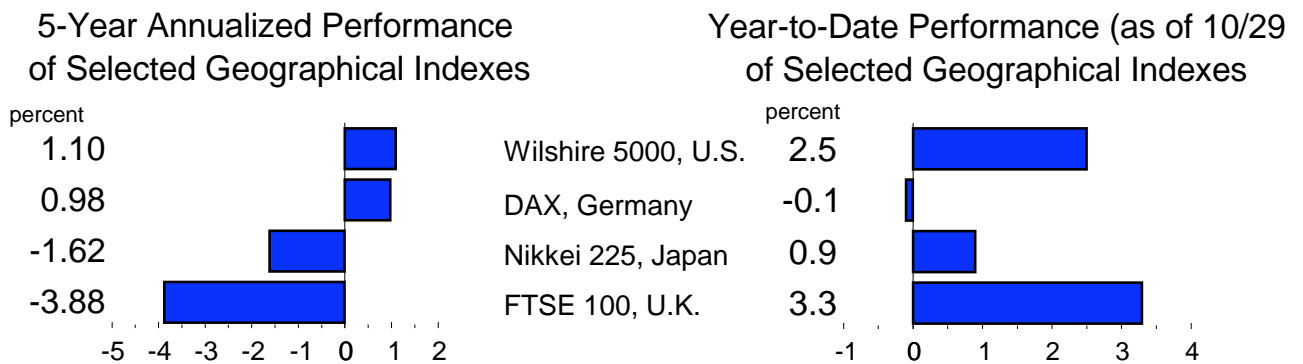 5-Year Annualized Performance
of Selected Geographical Indexes
Year-to-Date Performance (as of 10/29
of Selected Geographical Indexes
percent
percent
1.10 Wilshire 5000, U.S. 2.5
0.98 DAX, Germany -0.1
-1.62 Nikkei 225, Japan 0.9
-3.88 FTSE 100, U.K. 3.3
-5 -4 -3 -2 -1 0 1 2
-1 0 1 2 3 4